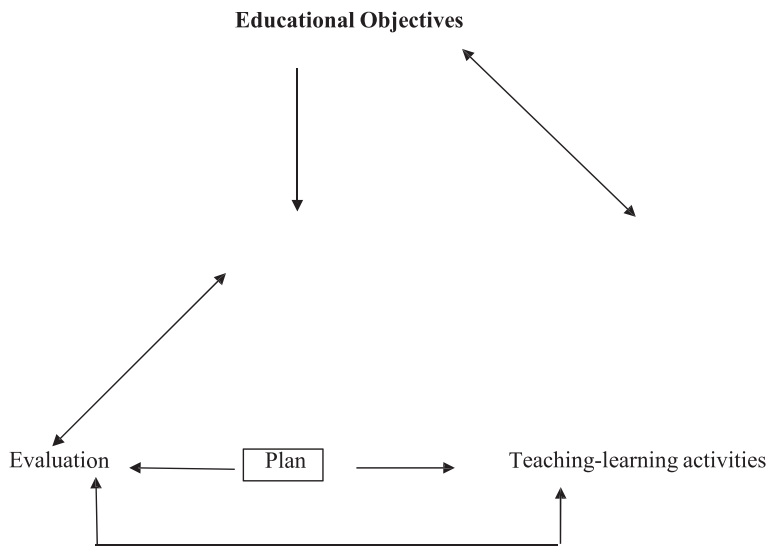 Educational Objectives
Evaluation
Plan
Teaching-learning activities